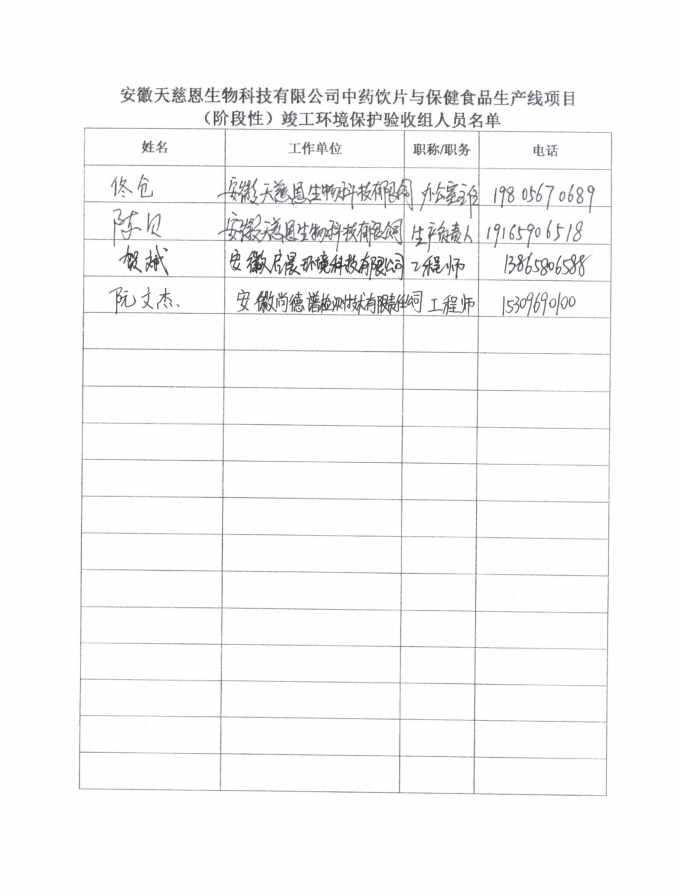 安徽天慈恩生物科技有限公司中药饮片与保健食品生产线项目
（阶段性）竣工环境保护验收组人员名单
姓名 工作单位 职称/职务 电话
佟仓 安徽天慈恩生物科技有限公司 办公室主任 19805670689
陈贝 安徽天慈恩生物科技有限公司 生产负责人 19165906518
贺斌 安徽启晨环境科技有限公司 工程师 13865806588
阮文杰 安徽尚德谱检测技术有限责任公司 工程师 15309690100